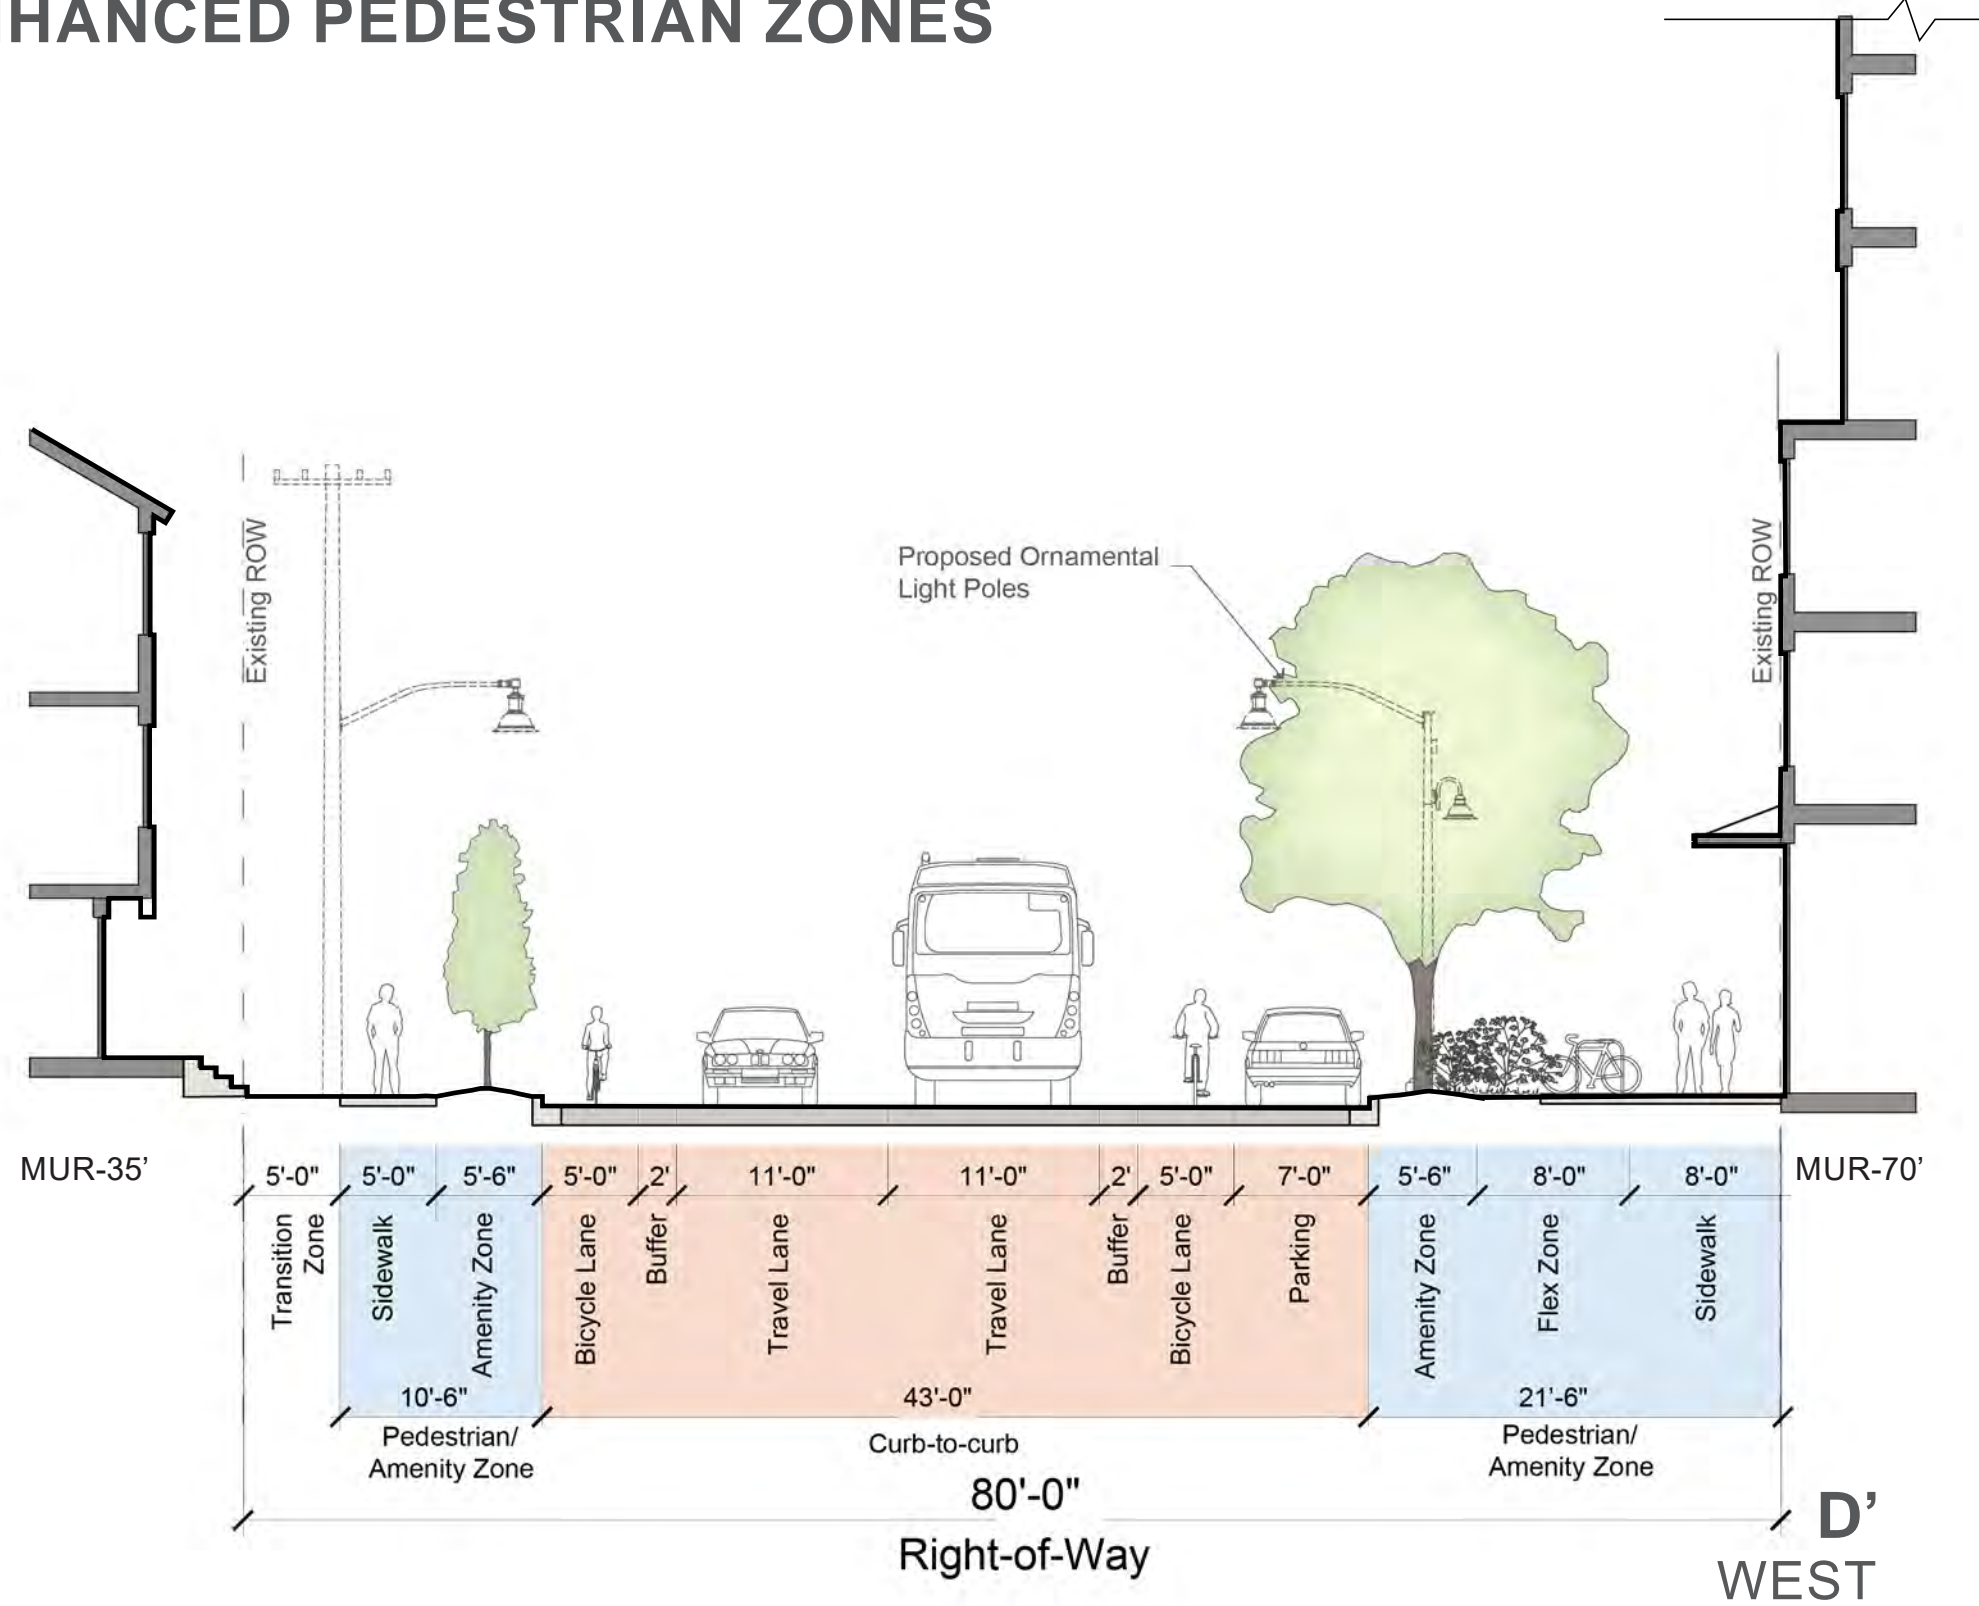 HANCED PEDESTRIAN ZONES
Existing ROW
Proposed Ornamental
Light Poles
Existing ROW
MUR-35’
5'-0"
5'-0"
5'-6"
5'-0"
2'
11'-0"
11'-0"
2'
5'-0"
7'-0"
5'-6"
8'-0"
8'-0"
MUR-70’
Transition
Zone
Sidewalk
Amenity Zone
Bicycle Lane
Buffer
Travel Lane
Travel Lane
Buffer
Bicycle Lane
Parking
Amenity Zone
Flex Zone
Sidewalk
10'-6"
43'-0"
21'-6"
Pedestrian/
Amenity Zone
Curb-to-curb
Pedestrian/
Amenity Zone
80'-0"
Right-of-Way
D’
WEST